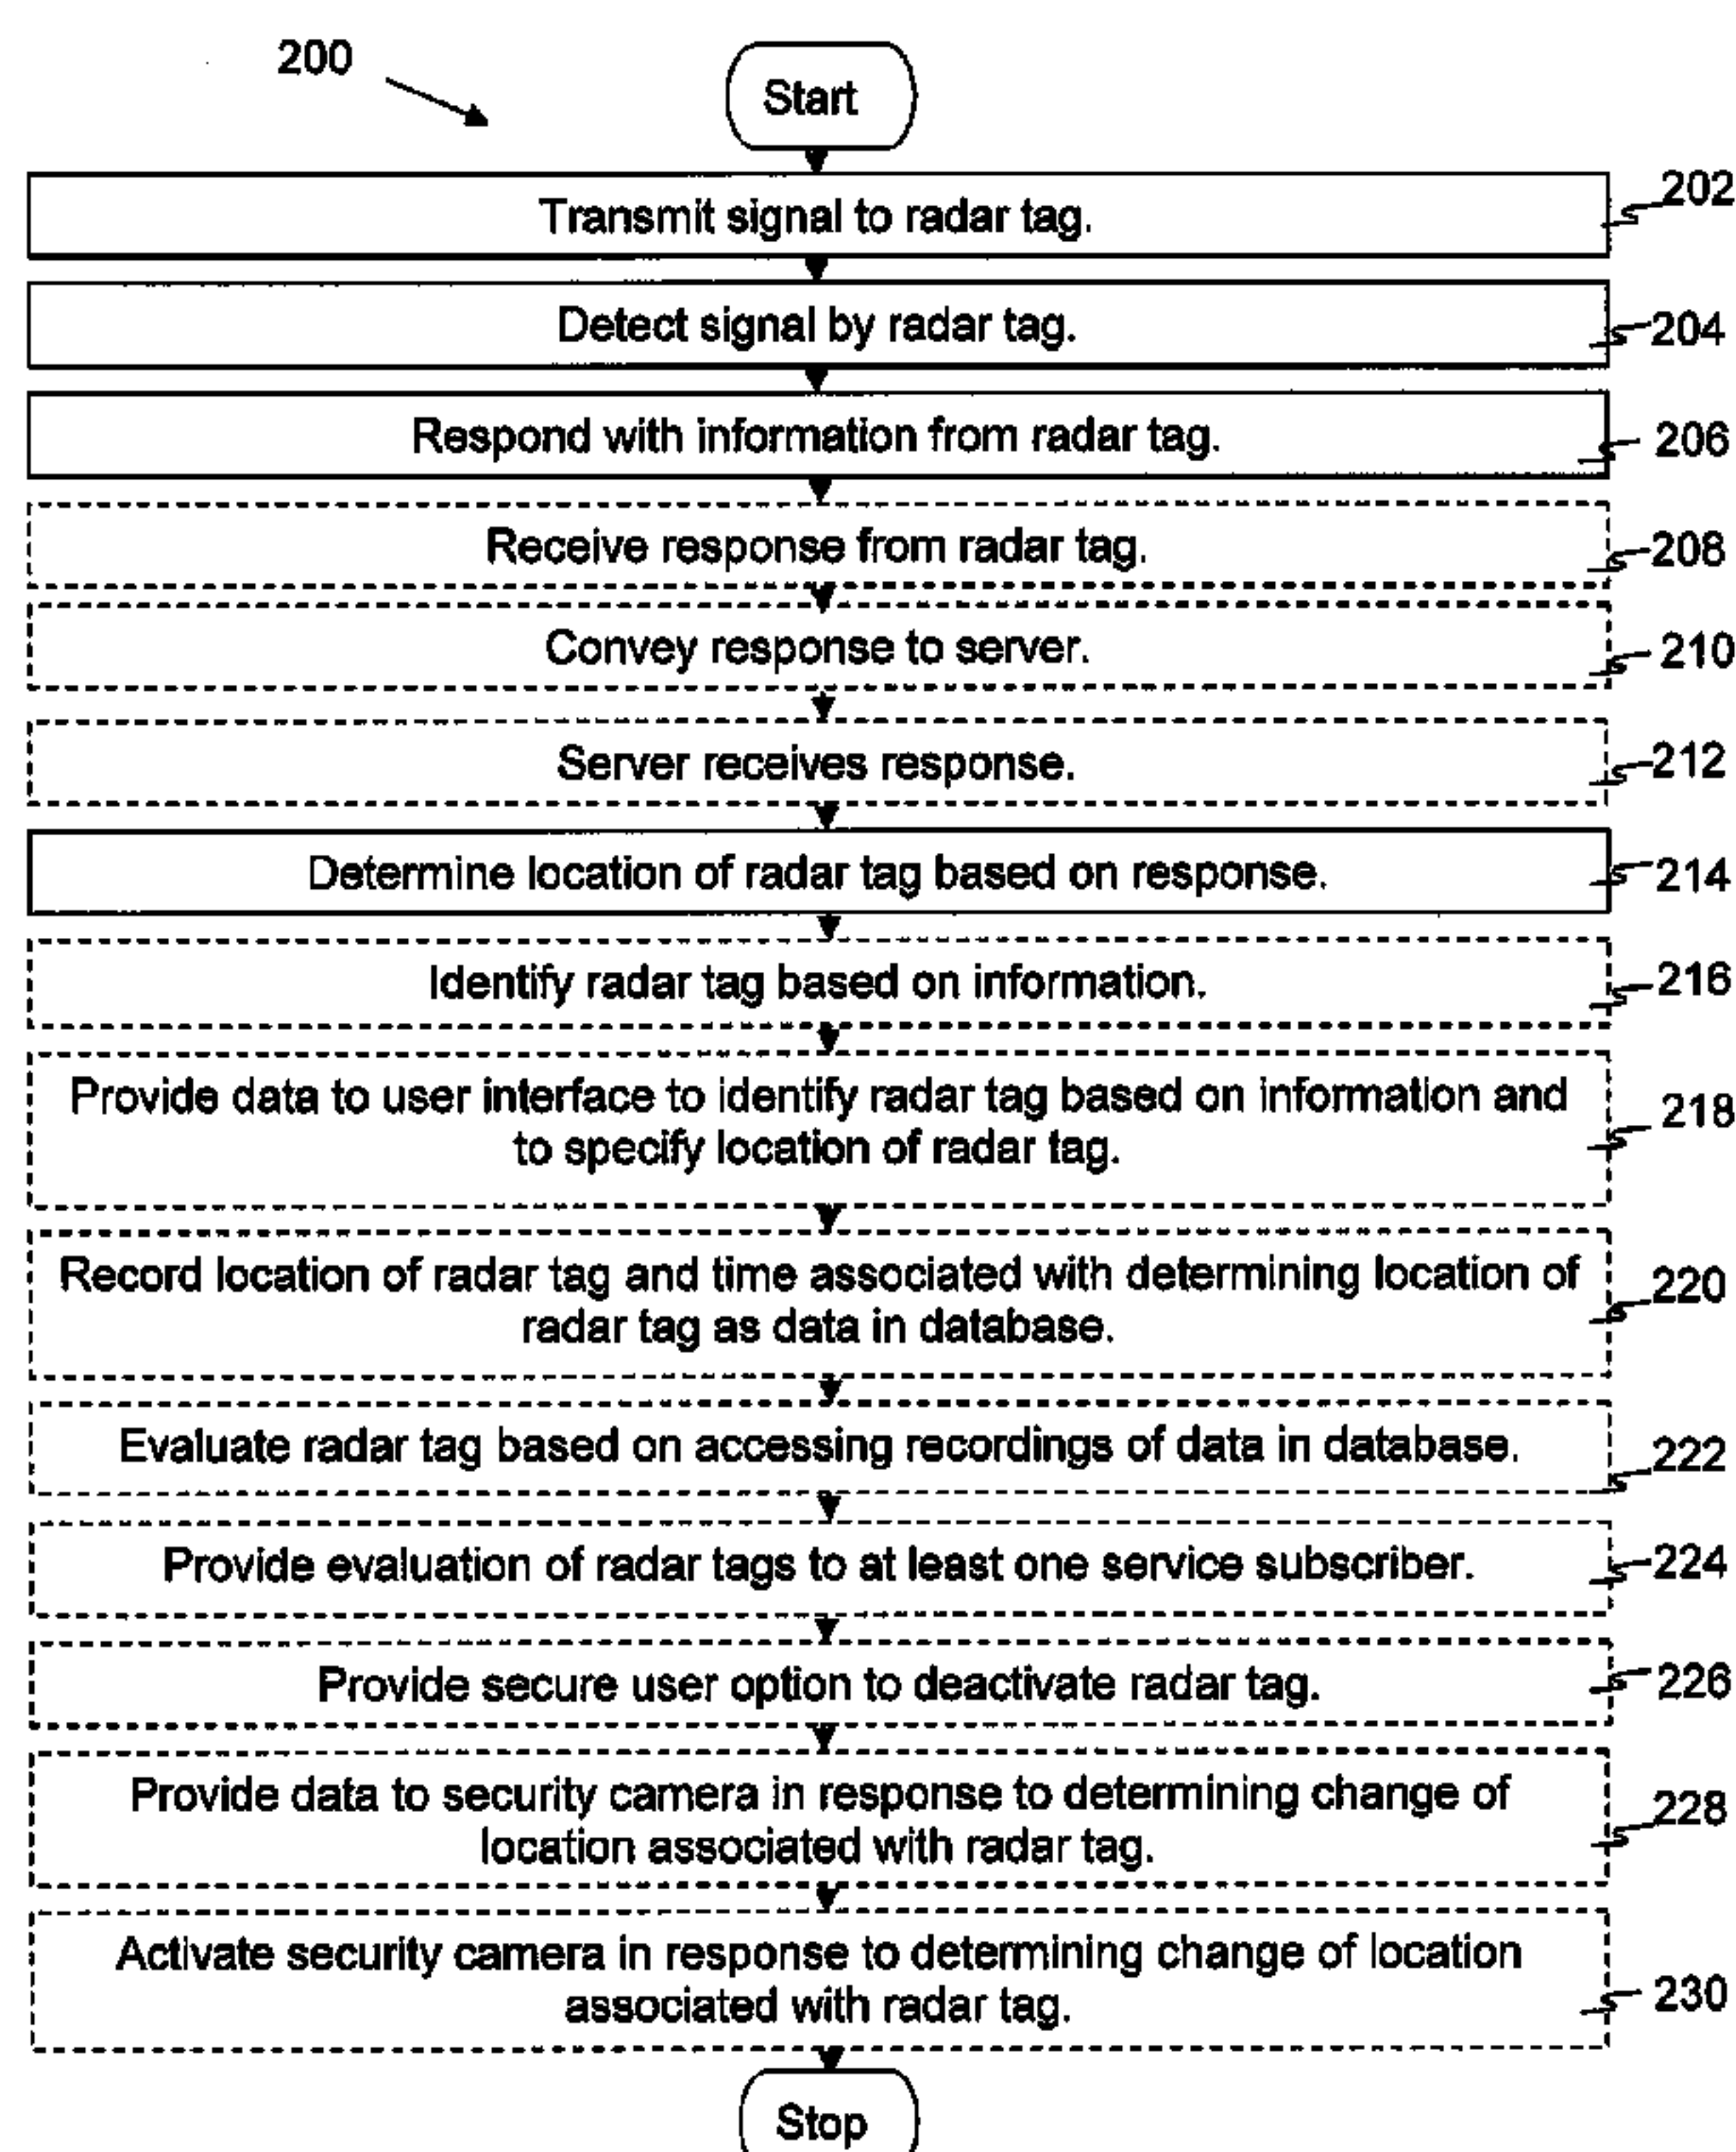 200
Start
Transmit signal to radar tag.
202
Detect signal by radar tag.
204
Respond with information from radar tag.
206
Receive response from radar tag.
208
Convey response to server.
210
Server receives response.
212
Determine location of radar tag based on response.
214
Identify radar tag based on information.
216
Provide data to user interface to identify radar tag based on information and
to specify location of radar tag.
218
Record location of radar tag and time associated with determining location of
radar tag as data in database.
220
Evaluate radar tag based on accessing recordings of data in database.
222
Provide evaluation of radar tags to at least one service subscriber.
224
Provide secure user option to deactivate radar tag.
226
Provide data to security camera in response to determining change of
location associated with radar tag.
228
Activate security camera in response to determining change of location
associated with radar tag.
230
Stop